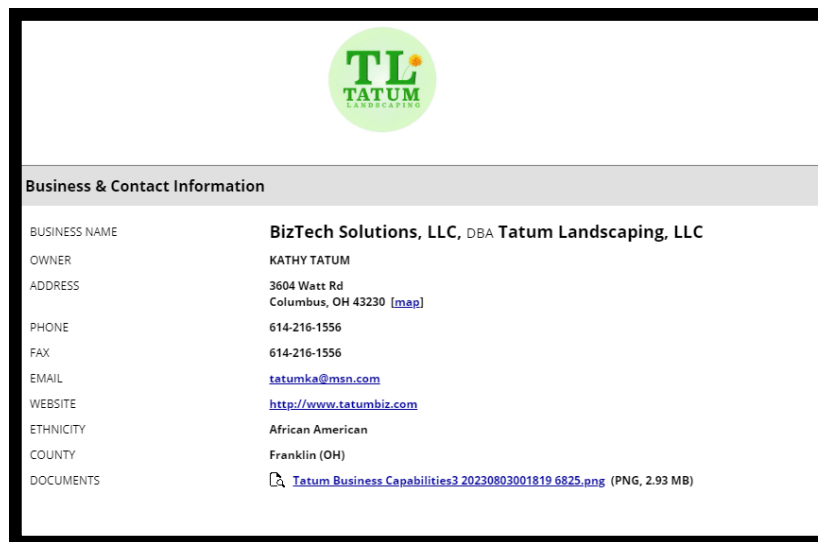 TL
TATUM
LANDSCAPING
Business & Contact Information
BUSINESS NAME BizTech Solutions, LLC, DBA Tatum Landscaping, LLC
OWNER KATHY TATUM
ADDRESS 3604 Watt Rd
Columbus, OH 43230 [map]
PHONE 614-216-1556
FAX 614-216-1556
EMAIL tatumka@msn.com
WEBSITE http://www.tatumbiz.com
ETHNICITY African American
COUNTY Franklin (OH)
DOCUMENTS Tatum Business Capabilities3 20230803001819 6825.png (PNG, 2.93 MB)